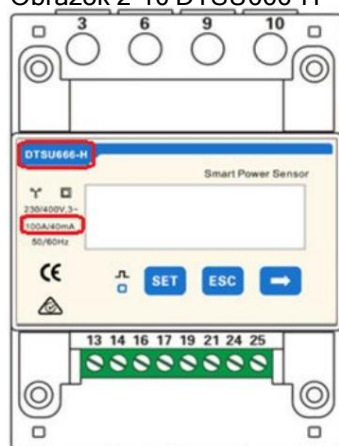 Obrázok 2-10 DTSU666-H
3 6 9 10
DTSU666-H
Smart Power Sensor
230/400V,3~
100A/40mA
50/60Hz
CE
SET ESC
13 14 16 17 19 21 24 25